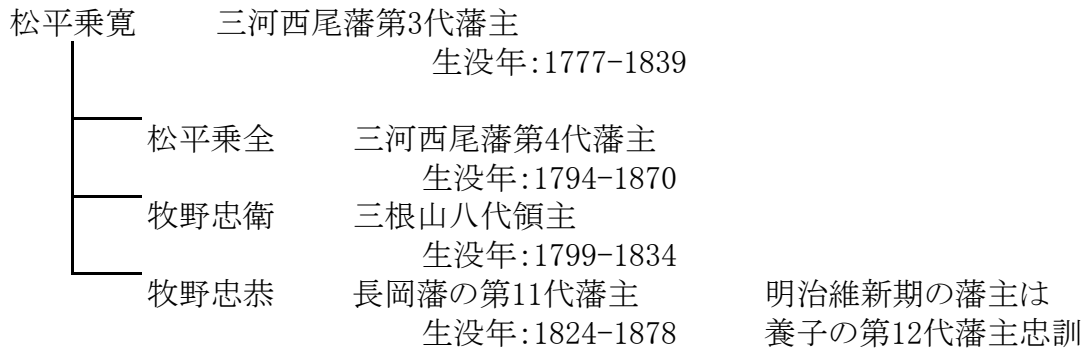 松平乗寛　三河西尾藩第3代藩主
生没年:1777-1839
松平乗全　三河西尾藩第4代藩主
生没年:1794-1870
牧野忠衛　三根山八代領主
生没年:1799-1834
牧野忠恭　長岡藩の第11代藩主　明治維新期の藩主は
生没年:1824-1878　養子の第12代藩主忠訓